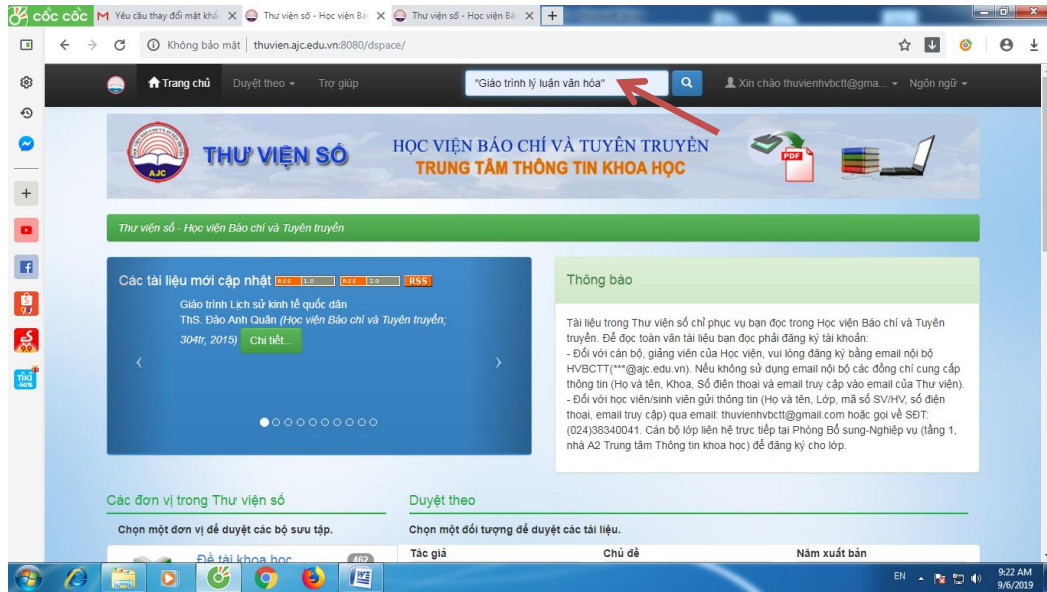 cốc cốc
Yêu cầu thay đổi mật khẩ
Thư viện số - Học viện Bá
Thư viện số - Học viện Bá
Không bảo mật
thuvien.ajc.edu.vn:8080/dspace/
Trang chủ
Duyệt theo
Trợ giúp
"Giáo trình lý luận văn hóa"
Xin chào thuvienhvbctt@gma...
Ngôn ngữ
AJC
THƯ VIỆN SỐ
HỌC VIỆN BÁO CHÍ VÀ TUYÊN TRUYỀN
TRUNG TÂM THÔNG TIN KHOA HỌC
PDF
Thư viện số - Học viện Báo chí và Tuyên truyền
Các tài liệu mới cập nhật RSS 1.0 RSS 2.0 RSS
Giáo trình Lịch sử kinh tế quốc dân
ThS. Đào Anh Quân (Học viện Báo chí và Tuyên truyền;
304tr, 2015) Chi tiết...
Thông báo
Tài liệu trong Thư viện số chỉ phục vụ bạn đọc trong Học viện Báo chí và Tuyên
truyền. Để đọc toàn văn tài liệu bạn đọc phải đăng ký tài khoản:
- Đối với cán bộ, giảng viên của Học viện, vui lòng đăng ký bằng email nội bộ
HVBCTT(***@ajc.edu.vn). Nếu không sử dụng email nội bộ các đồng chí cung cấp
thông tin (Họ và tên, Khoa, Số điện thoại và email truy cập vào email của Thư viện).
- Đối với học viên/sinh viên gửi thông tin (Họ và tên, Lớp, mã số SV/HV, số điện
thoại, email truy cập) qua email: thuvienhvbctt@gmail.com hoặc gọi về SĐT:
(024)38340041. Cán bộ lớp liên hệ trực tiếp tại Phòng Bổ sung-Nghiệp vụ (tầng 1,
nhà A2 Trung tâm Thông tin khoa học) để đăng ký cho lớp.
Các đơn vị trong Thư viện số
Chọn một đơn vị để duyệt các bộ sưu tập.
Đề tài khoa học
462
Duyệt theo
Chọn một đối tượng để duyệt các tài liệu.
Tác giả
Chủ đề
Năm xuất bản
TIKI
-50%
9.9
EN
9:22 AM
9/6/2019